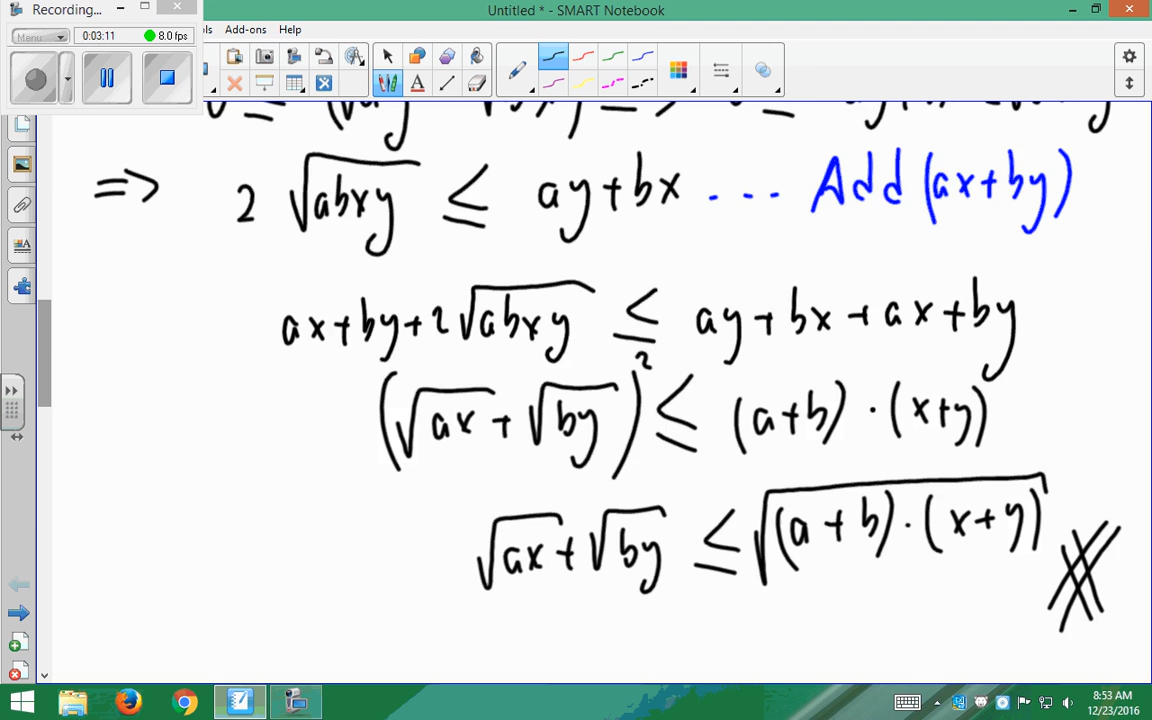 Untitled * - SMART Notebook
Recording...
Menu
0:03:11
8.0 fps
ols Add-ons Help
=> 2 √abxy ≤ ay+bx ... Add (ax+by)
ax+by+2√abxy ≤ ay+bx+ax+by
(√ax + √by)² ≤ (a+b) · (x+y)
√ax + √by ≤ √(a+b)·(x+y)
8:53 AM
12/23/2016